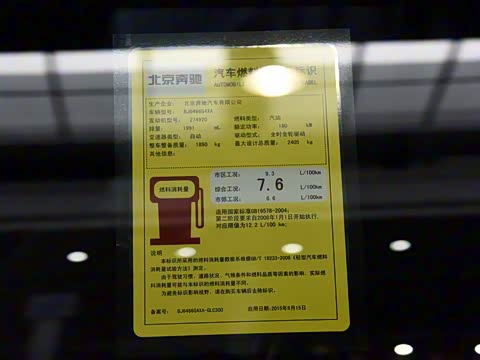 北京奔驰 汽车燃料 标识
AUTOMOBILE LABEL
生产企业: 北京奔驰汽车有限公司
车辆型号: BJ6466G4XA
发动机型号: 274920 燃料类型: 汽油
排量: 1991 mL 额定功率: 180 kW
变速器类型: 自动 驱动型式: 全时全轮驱动
整车整备质量: 1890 kg 最大设计总质量: 2405 kg
其他信息:
燃料消耗量
市区工况: 9.3 L/100km
综合工况: 7.6 L/100km
市郊工况: 6.6 L/100km
适用国家标准GB19578-2004;
第二阶段要求自2008年1月1日开始执行,
对应限值为12.2 L/100 km;
说明
本标识所采用的燃料消耗量数据系根据GB/T 19233-2008《轻型汽车燃料
消耗量试验方法》测定。
由于驾驶习惯、道路状况、气候条件和燃料品质等因素的影响, 实际燃
料消耗量可能与本标识的燃料消耗量不同。
为避免标识影响视野, 请在购买车辆后去除标识。
备案号: BJ6466G4XA-GLC300 启用日期:2015年9月15日